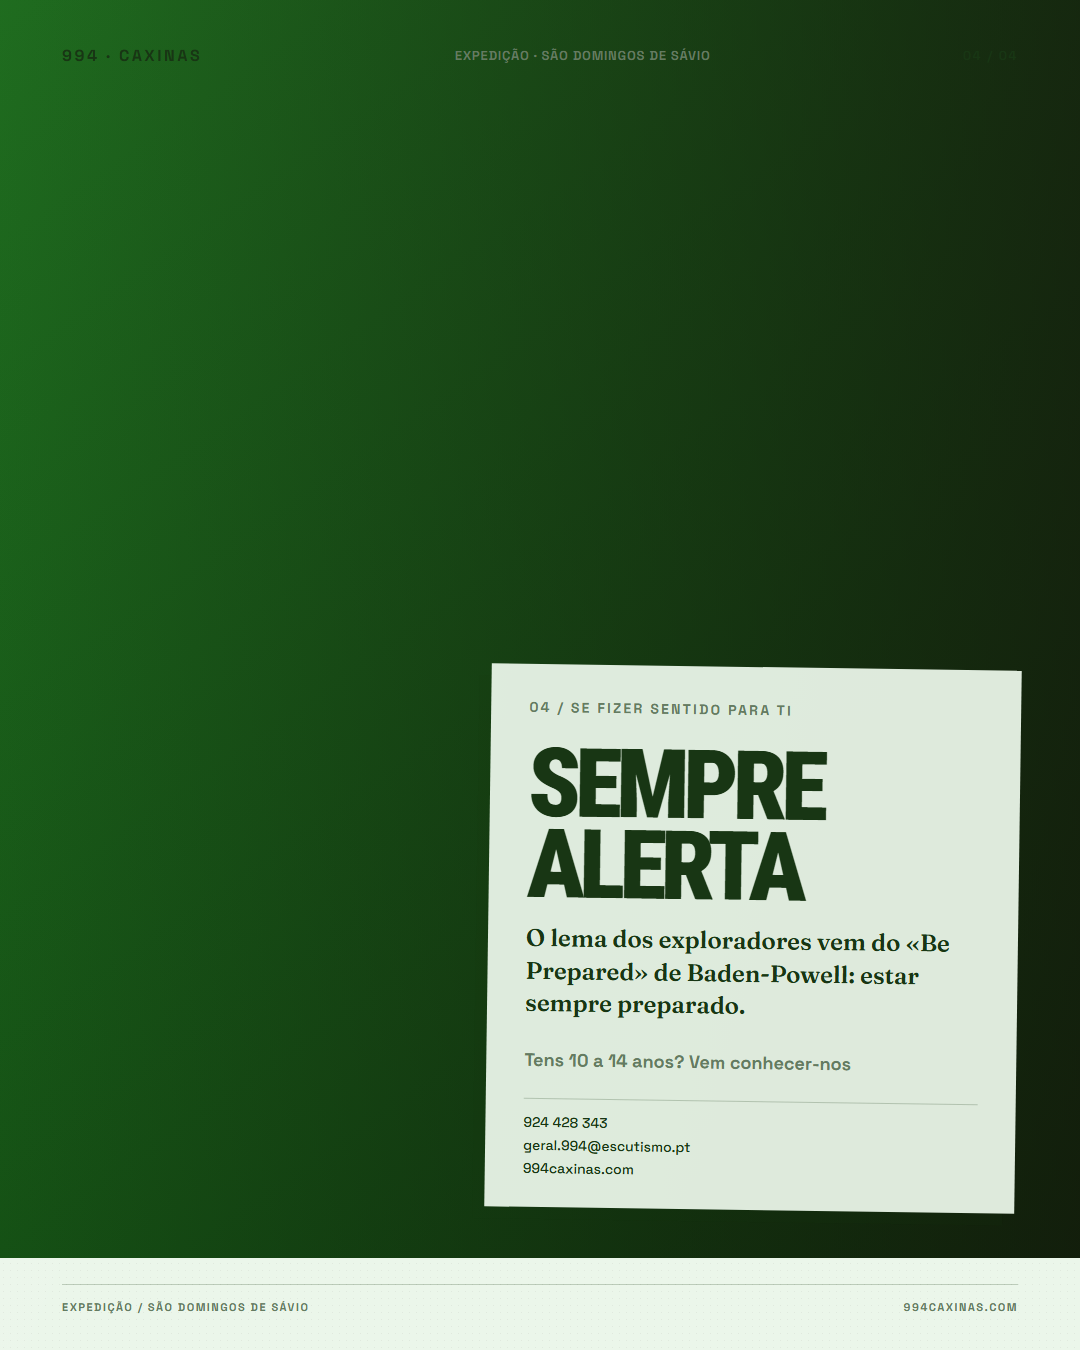 994 · CAXINAS
EXPEDIÇÃO · SÃO DOMINGOS DE SÁVIO
04 / 04
04 / SE FIZER SENTIDO PARA TI
SEMPRE
ALERTA
O lema dos exploradores vem do «Be
Prepared» de Baden-Powell: estar
sempre preparado.
Tens 10 a 14 anos? Vem conhecer-nos
924 428 343
geral.994@escutismo.pt
994caxinas.com
EXPEDIÇÃO / SÃO DOMINGOS DE SÁVIO
994CAXINAS.COM